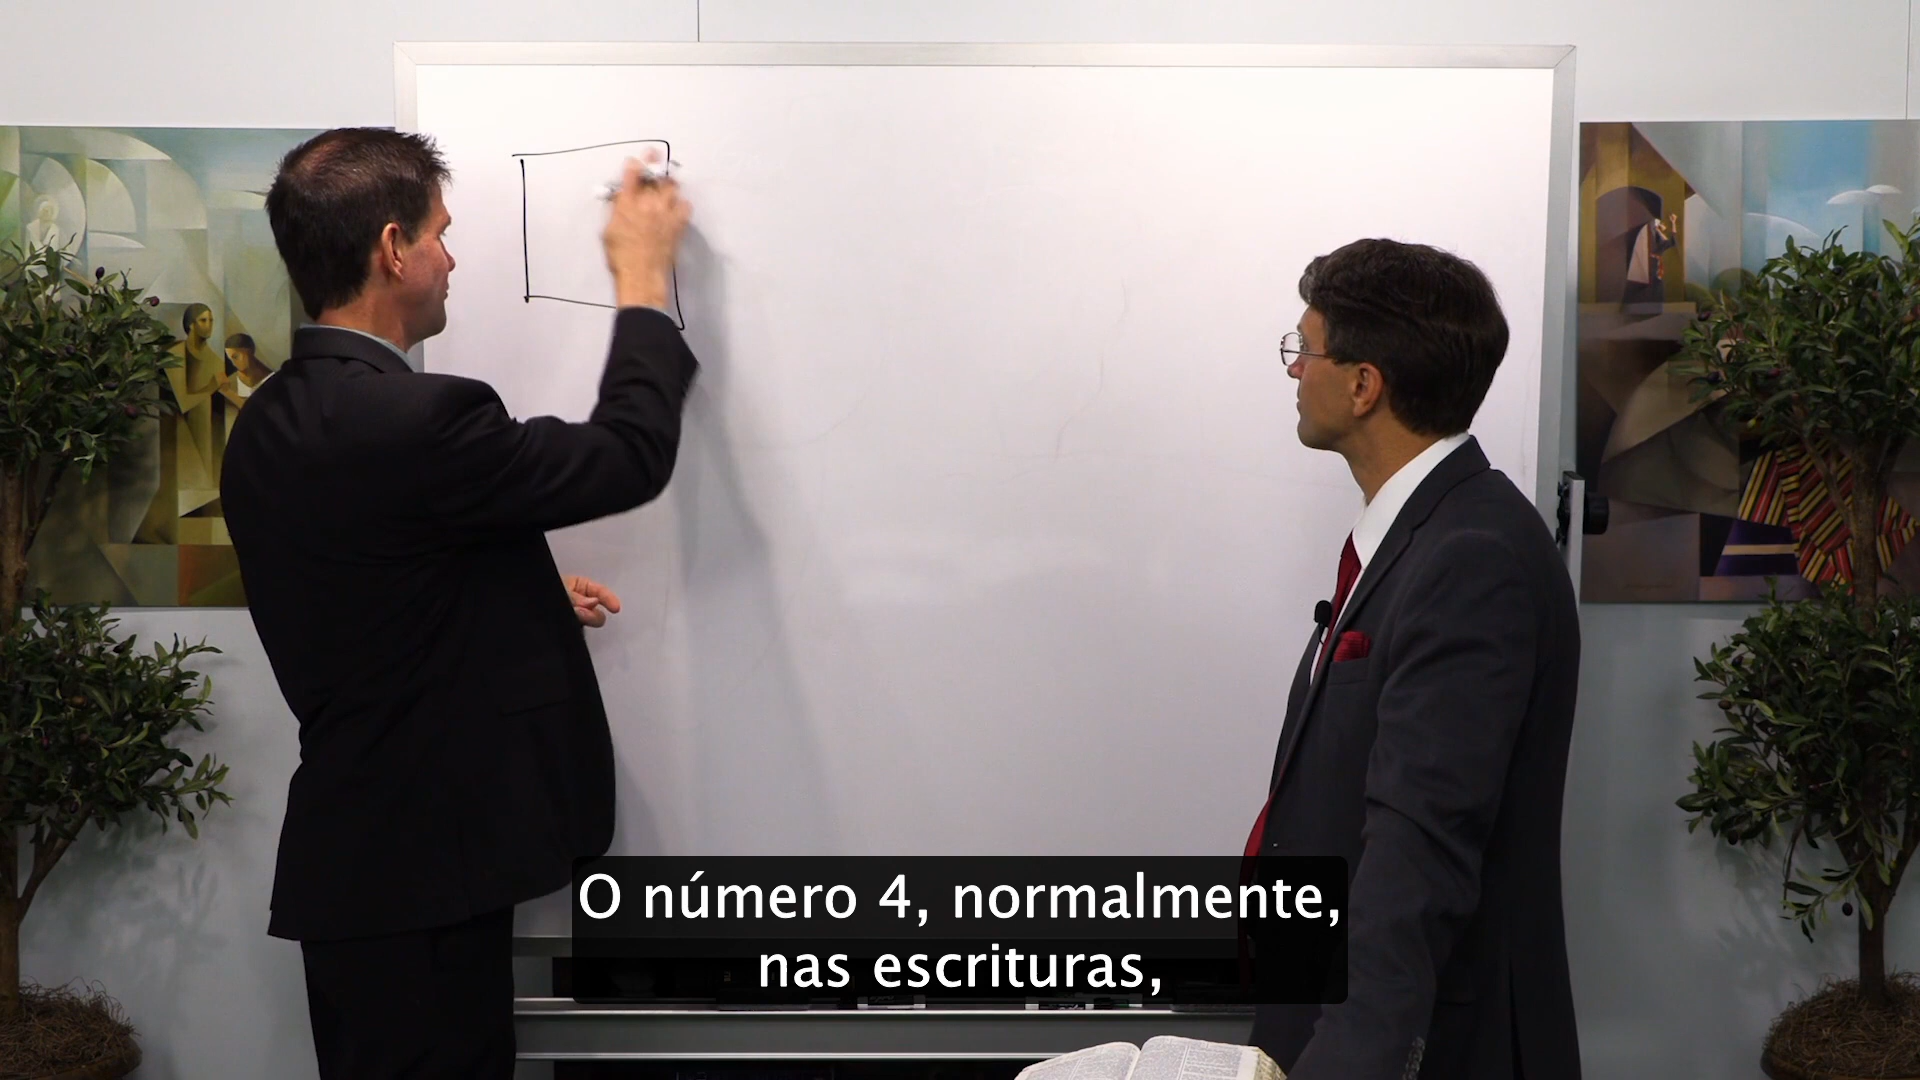 O número 4, normalmente,
nas escrituras,